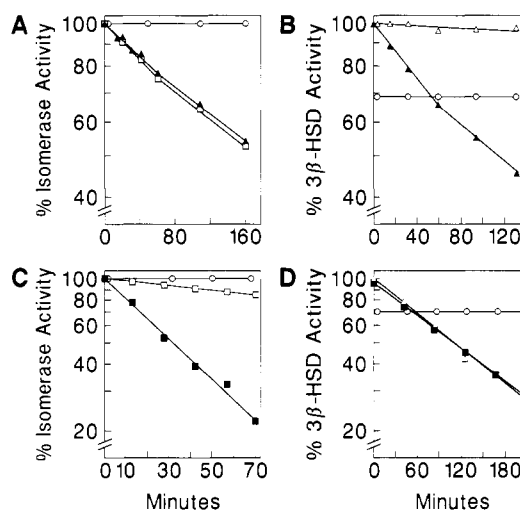 A
% Isomerase Activity
100
80
60
40
0 80 160
B
% 3β-HSD Activity
100
80
60
40
0 40 80 120
C
% Isomerase Activity
100
80
60
40
20
0 10 30 50 70
Minutes
D
% 3β-HSD Activity
100
80
60
40
20
0 60 120 180
Minutes